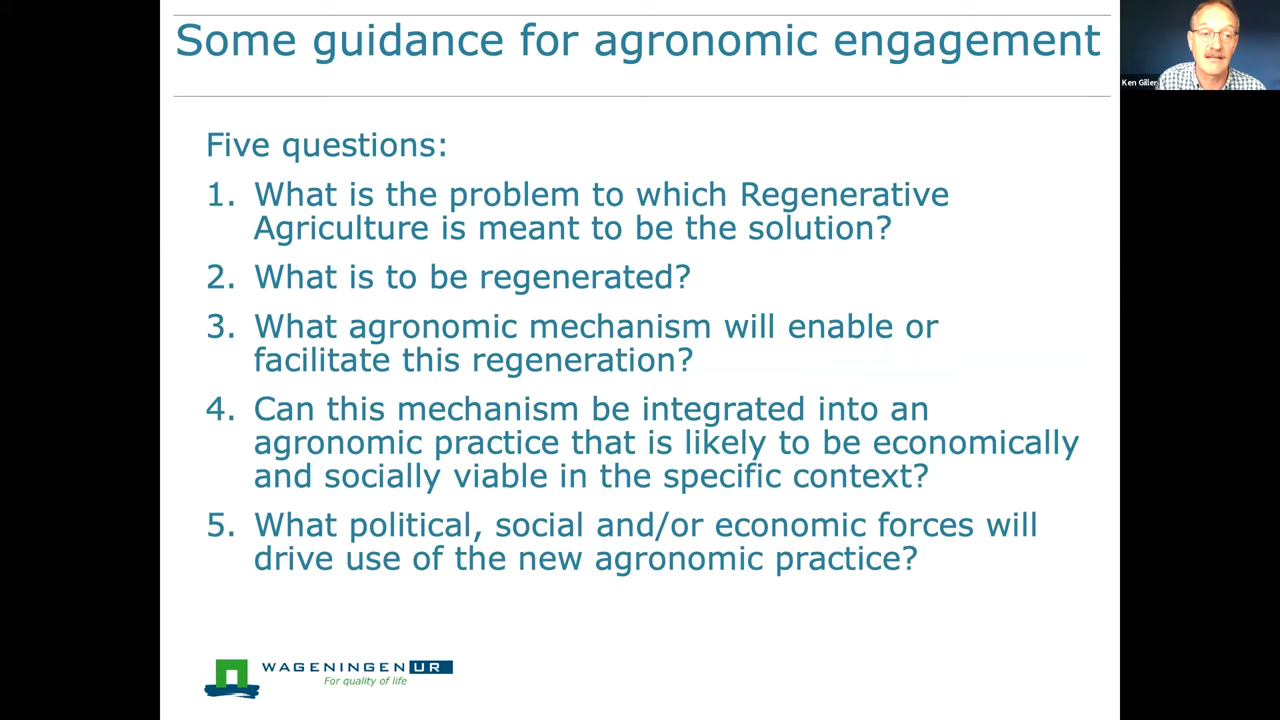 Some guidance for agronomic engagement
Ken Giller
Five questions:
1. What is the problem to which Regenerative
Agriculture is meant to be the solution?
2. What is to be regenerated?
3. What agronomic mechanism will enable or
facilitate this regeneration?
4. Can this mechanism be integrated into an
agronomic practice that is likely to be economically
and socially viable in the specific context?
5. What political, social and/or economic forces will
drive use of the new agronomic practice?
WAGENINGEN UR
For quality of life